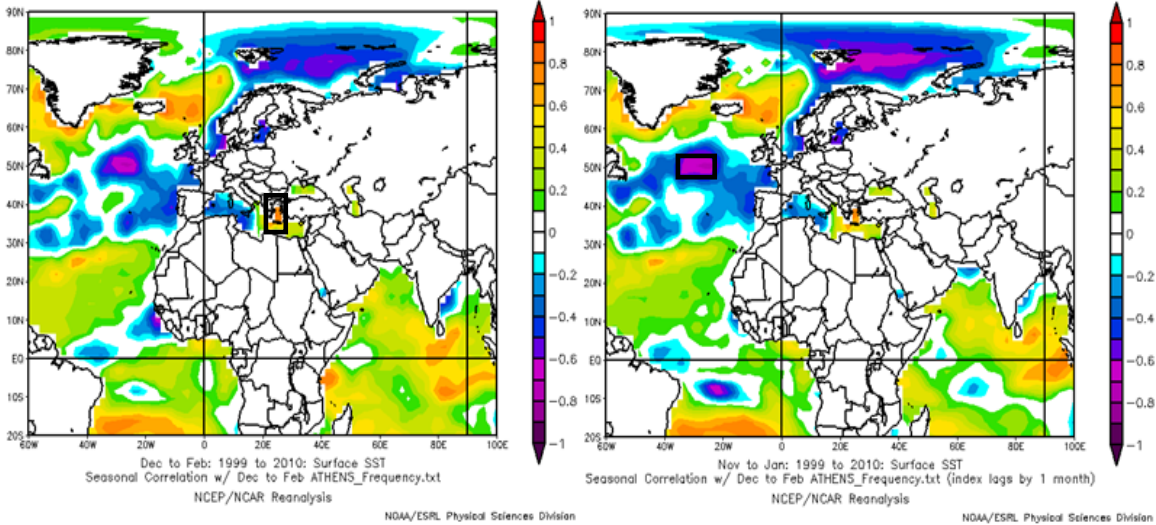 90N
80N
70N
60N
50N
40N
30N
20N
10N
EQ
10S
20S
60W
40W
20W
0
20E
40E
60E
80E
100E
1
0.8
0.6
0.4
0.2
0
-0.2
-0.4
-0.6
-0.8
-1
Dec to Feb: 1999 to 2010: Surface SST
Seasonal Correlation w/ Dec to Feb ATHENS_Frequency.txt
NCEP/NCAR Reanalysis
NOAA/ESRL Physical Sciences Division
90N
80N
70N
60N
50N
40N
30N
20N
10N
EQ
10S
20S
60W
40W
20W
0
20E
40E
60E
80E
100E
1
0.8
0.6
0.4
0.2
0
-0.2
-0.4
-0.6
-0.8
-1
Nov to Jan: 1999 to 2010: Surface SST
Seasonal Correlation w/ Dec to Feb ATHENS_Frequency.txt (index lags by 1 month)
NCEP/NCAR Reanalysis
NOAA/ESRL Physical Sciences Division